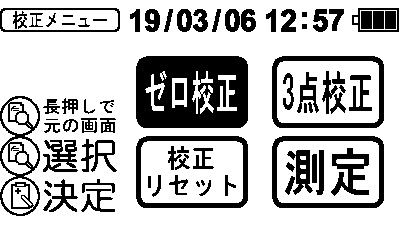 校正メニュー 19/03/06 12:57
ゼロ校正 3点校正
長押しで
元の画面
選択
校正
リセット
測定
決定